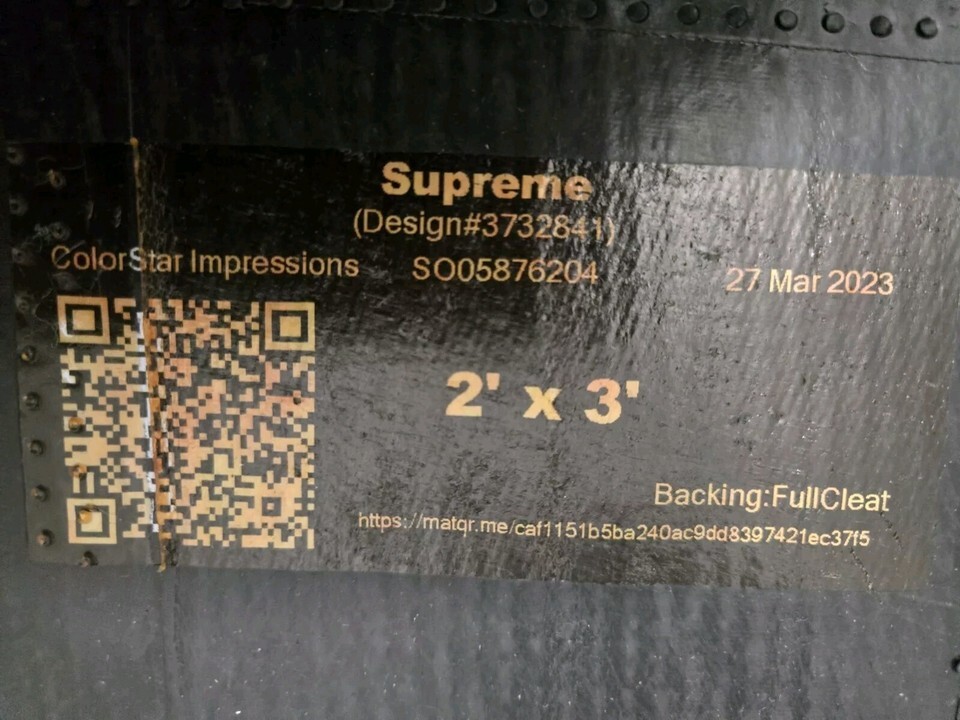 Supreme
(Design#3732841)
ColorStar Impressions SO05876204 27 Mar 2023
2' x 3'
Backing:FullCleat
https://matqr.me/caf1151b5ba240ac9dd8397421ec37f5